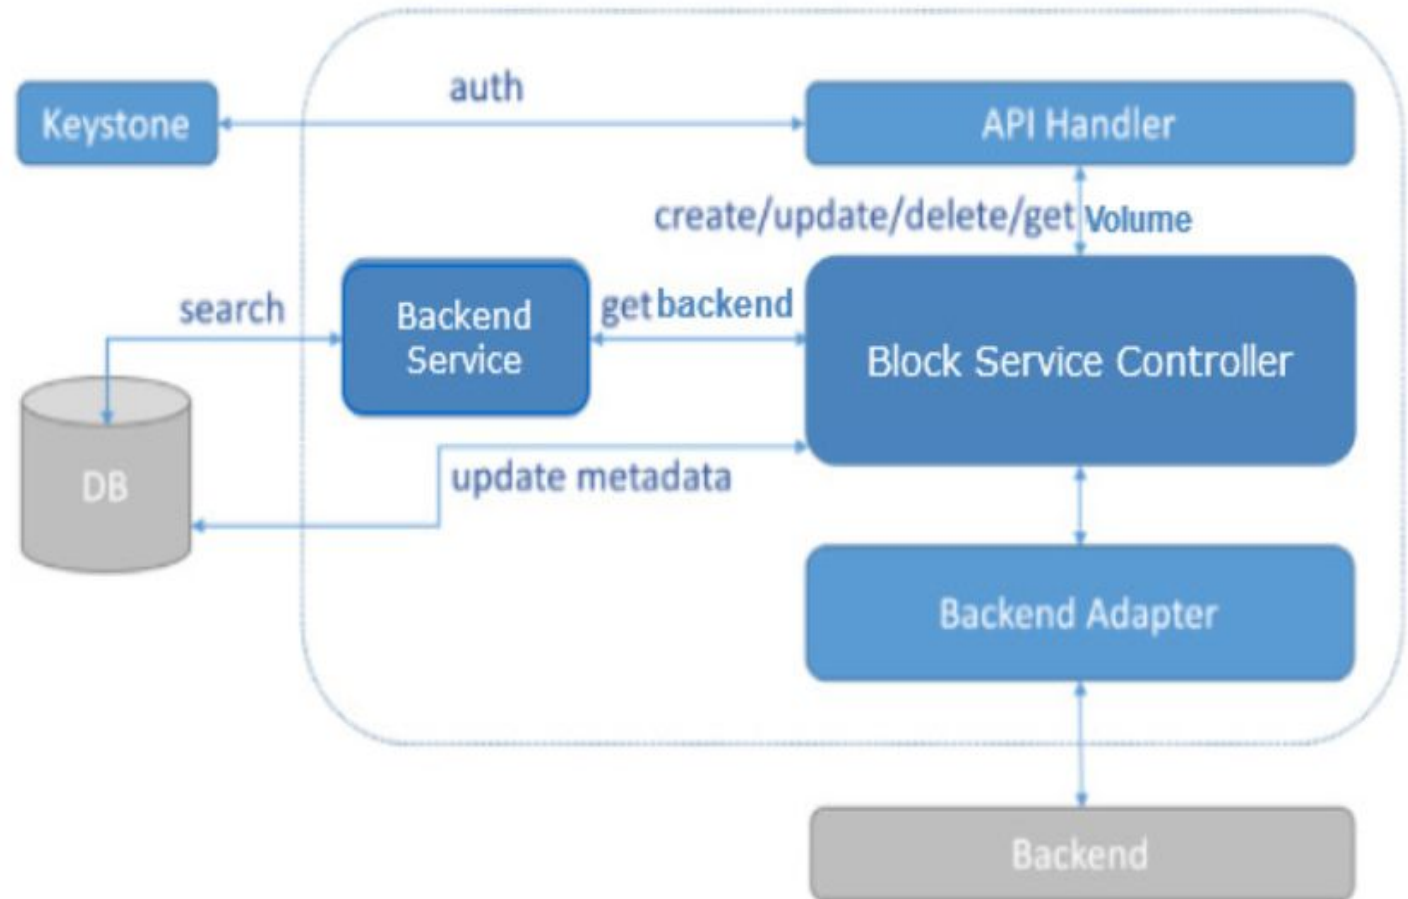 auth
Keystone
API Handler
create/update/delete/get Volume
search
Backend
Service
get backend
Block Service Controller
update metadata
DB
Backend Adapter
Backend